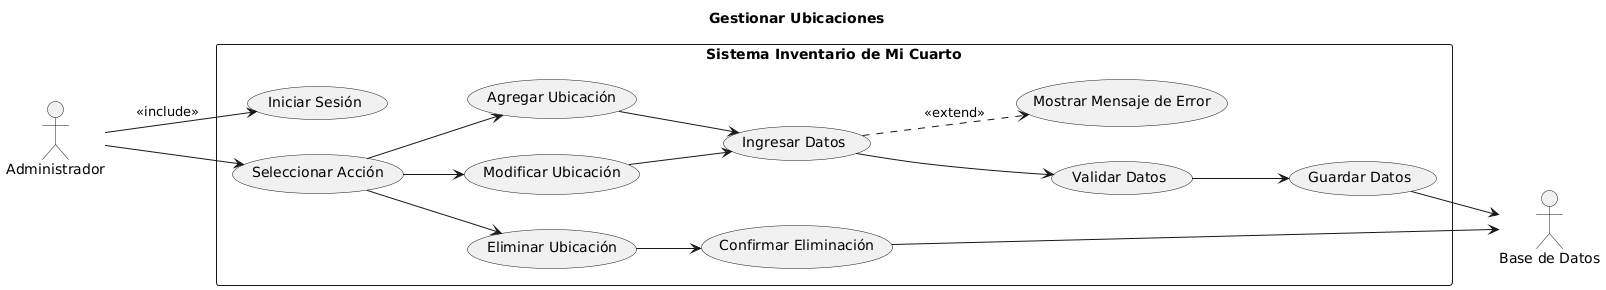 Gestionar Ubicaciones
Sistema Inventario de Mi Cuarto
Administrador
«include»
Iniciar Sesión
Seleccionar Acción
Agregar Ubicación
Modificar Ubicación
Eliminar Ubicación
Ingresar Datos
Confirmar Eliminación
«extend»
Mostrar Mensaje de Error
Validar Datos
Guardar Datos
Base de Datos